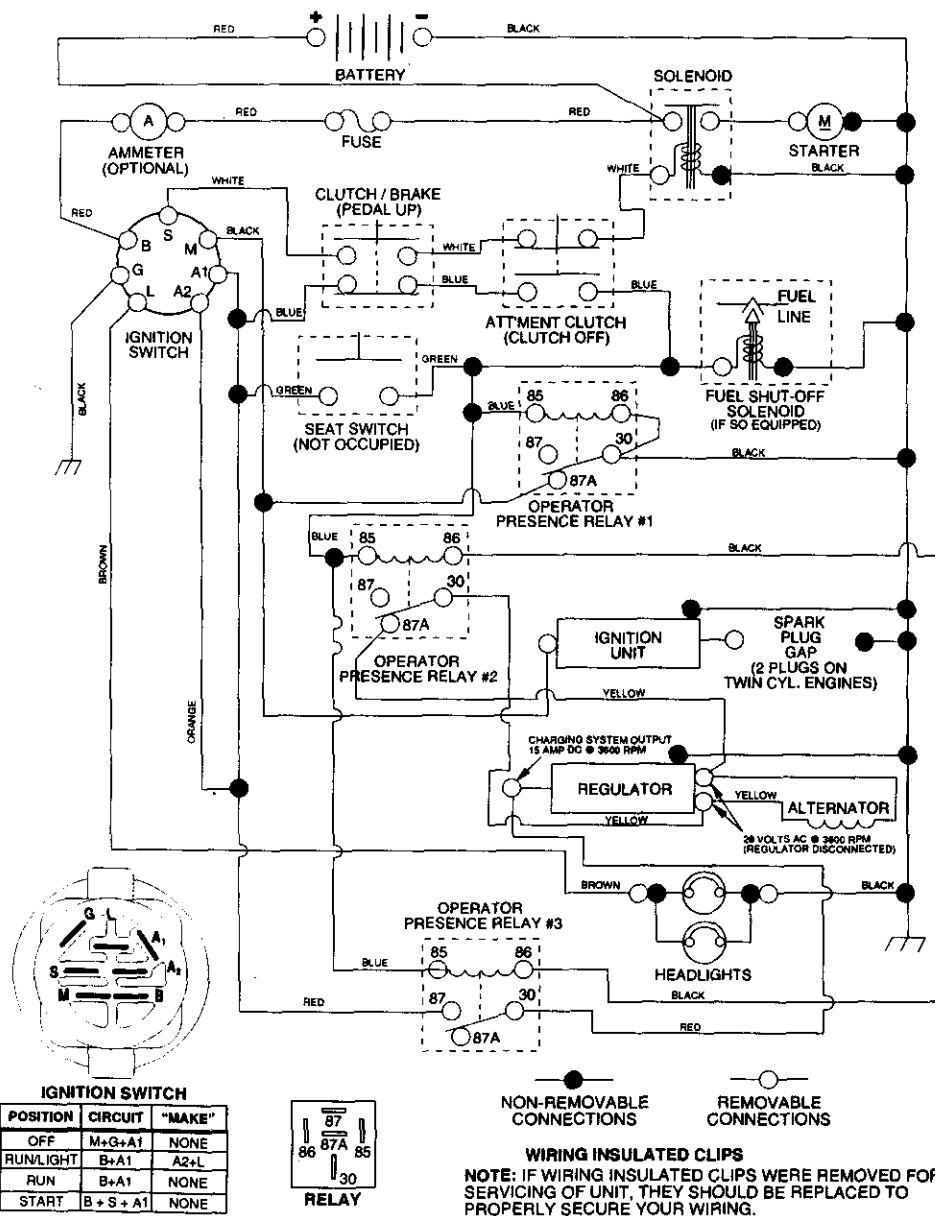 + -
RED
BLACK
BATTERY
SOLENOID
RED
RED
A
FUSE
M
AMMETER
(OPTIONAL)
STARTER
WHITE
WHITE
BLACK
CLUTCH / BRAKE
(PEDAL UP)
RED
S
BLACK
B
M
WHITE
G
A1
L
A2
BLUE
BLUE
BLUE
FUEL
LINE
IGNITION
SWITCH
ATT'MENT CLUTCH
(CLUTCH OFF)
GREEN
BLACK
GREEN
SEAT SWITCH
(NOT OCCUPIED)
BLUE
85
86
FUEL SHUT-OFF
SOLENOID
(IF SO EQUIPPED)
87
30
BLACK
87A
OPERATOR
PRESENCE RELAY #1
BLUE
85
86
BLACK
BROWN
87
30
87A
OPERATOR
PRESENCE RELAY #2
IGNITION
UNIT
SPARK
PLUG
GAP
(2 PLUGS ON
TWIN CYL. ENGINES)
YELLOW
ORANGE
CHARGING SYSTEM OUTPUT
15 AMP DC @ 3600 RPM
REGULATOR
YELLOW
ALTERNATOR
YELLOW
28 VOLTS AC @ 3600 RPM
(REGULATOR DISCONNECTED)
BROWN
BLACK
HEADLIGHTS
OPERATOR
PRESENCE RELAY #3
BLUE
85
86
BLACK
RED
87
30
87A
RED
G L
A1
S
A2
M
B
IGNITION SWITCH
POSITION CIRCUIT "MAKE"
OFF M+G+A1 NONE
RUN/LIGHT B+A1 A2+L
RUN B+A1 NONE
START B + S + A1 NONE
87
86 87A 85
30
RELAY
NON-REMOVABLE
CONNECTIONS
REMOVABLE
CONNECTIONS
WIRING INSULATED CLIPS
NOTE: IF WIRING INSULATED CLIPS WERE REMOVED FOR
SERVICING OF UNIT, THEY SHOULD BE REPLACED TO
PROPERLY SECURE YOUR WIRING.